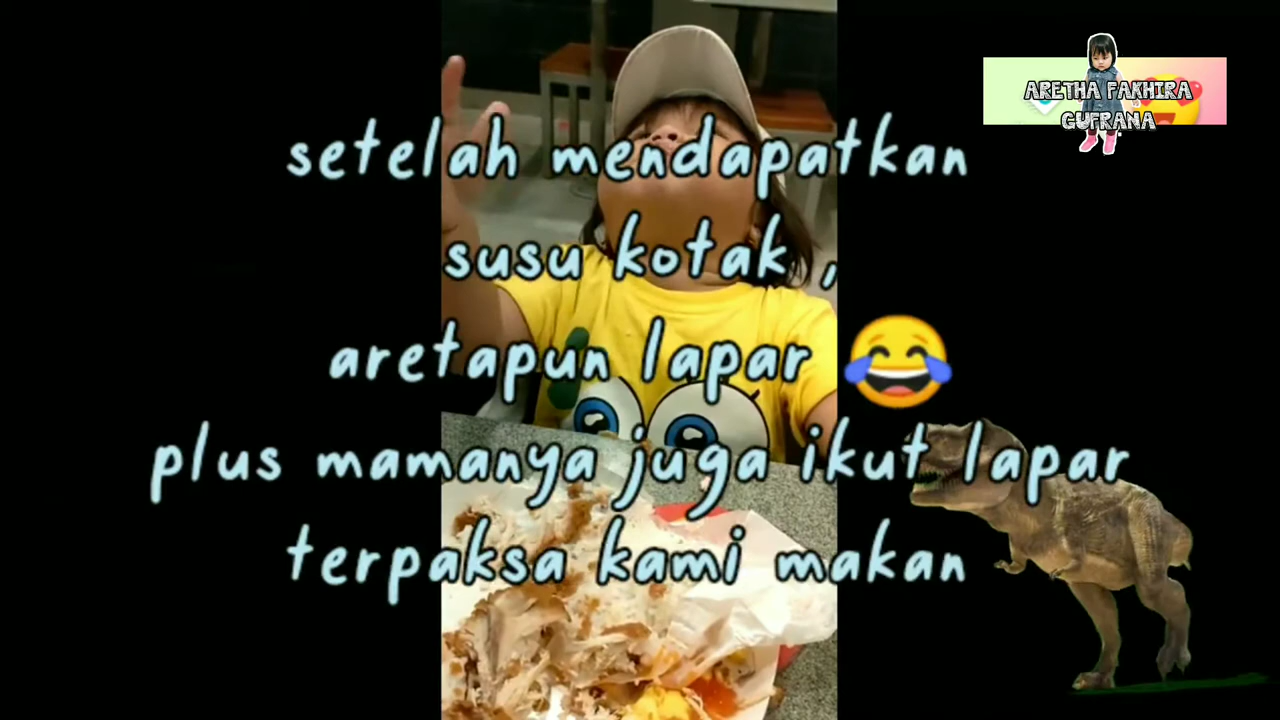 ARETHA FAKHIRA
GUFRANA
setelah mendapatkan
susu kotak ,
aretapun lapar 😂
plus mamanya juga ikut lapar
terpaksa kami makan